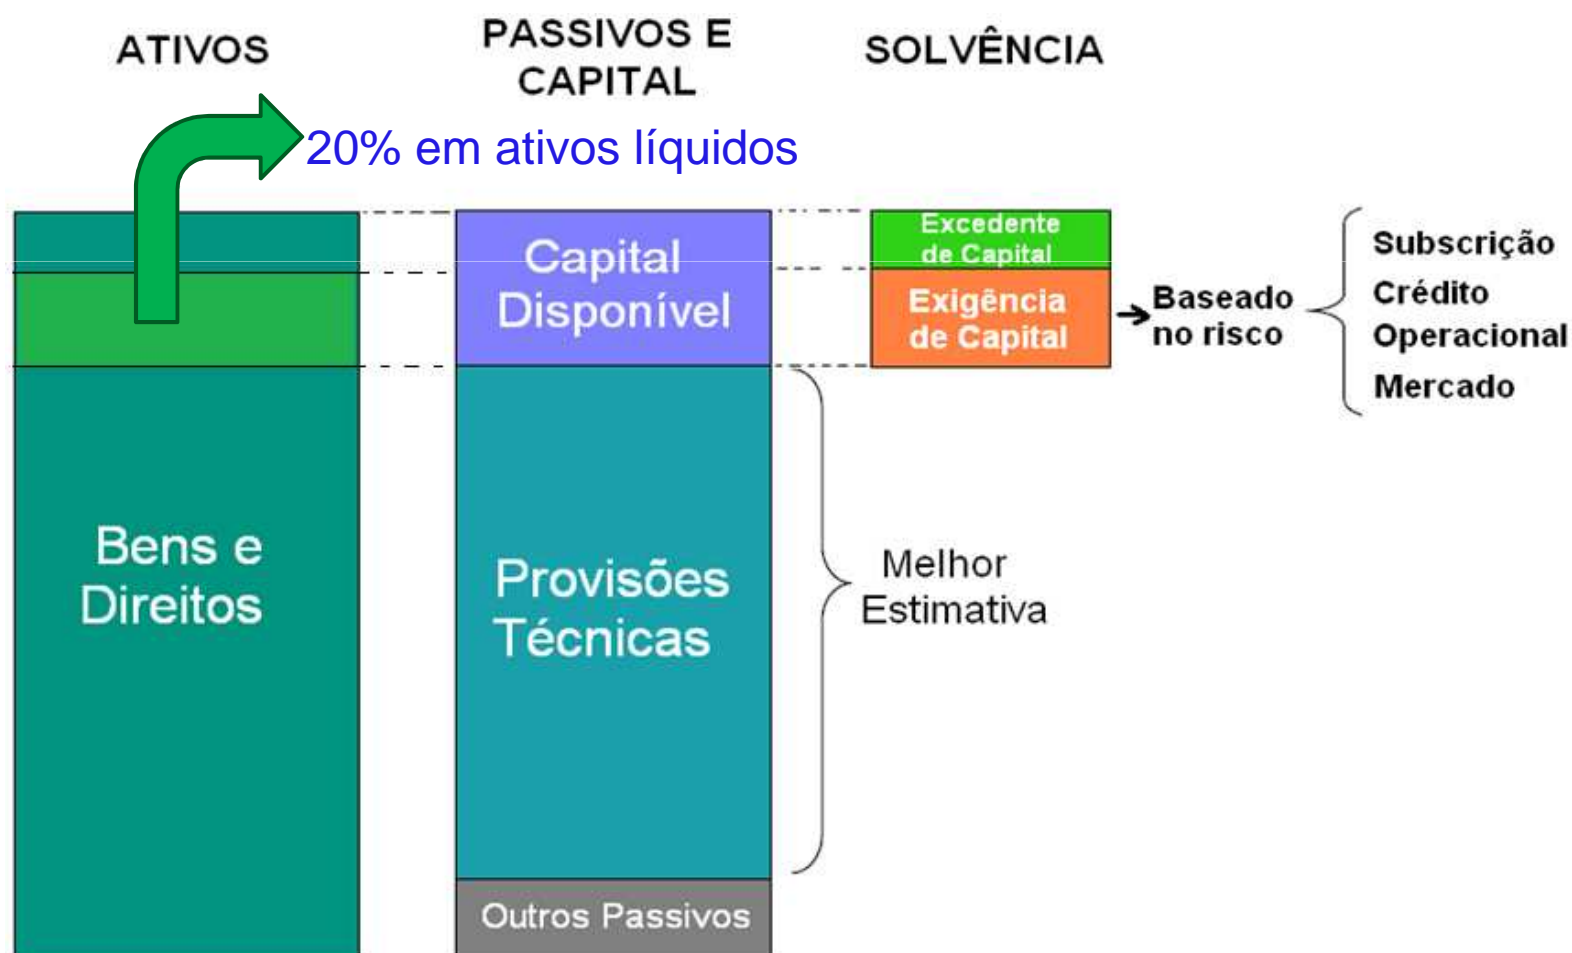 ATIVOS
PASSIVOS E
CAPITAL
SOLVÊNCIA
20% em ativos líquidos
Bens e
Direitos
Capital
Disponível
Provisões
Técnicas
Outros Passivos
Excedente
de Capital
Exigência
de Capital
Baseado
no risco
Subscrição
Crédito
Operacional
Mercado
Melhor
Estimativa